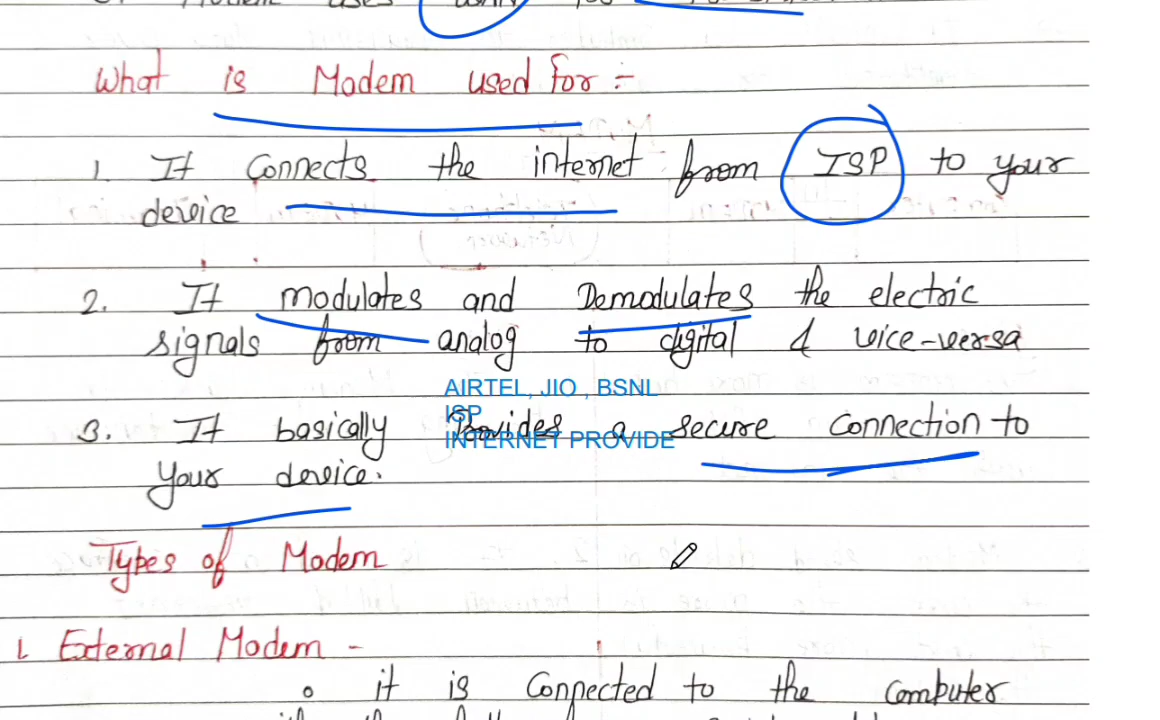 What is Modem used for :-
1. It Connects the internet from ISP to your
device
2. It modulates and Demodulates the electric
signals from analog to digital & vice-versa
AIRTEL, JIO , BSNL
ISP
INTERNET PROVIDE
3. It basically Provides a secure Connection to
Your device.
Types of Modem
1. External Modem -
o it is Connected to the Computer